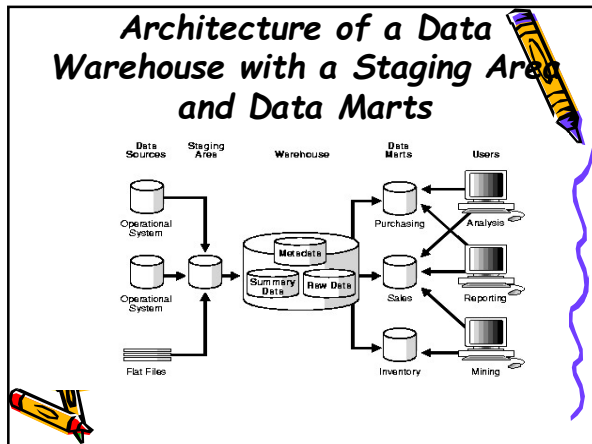 Architecture of a Data
Warehouse with a Staging Area
and Data Marts
Data
Sources
Staging
Area
Warehouse
Data
Marts
Users
Operational
System
Purchasing
Analysis
Metadata
Summary
Data
Raw Data
Operational
System
Sales
Reporting
Flat Files
Inventory
Mining